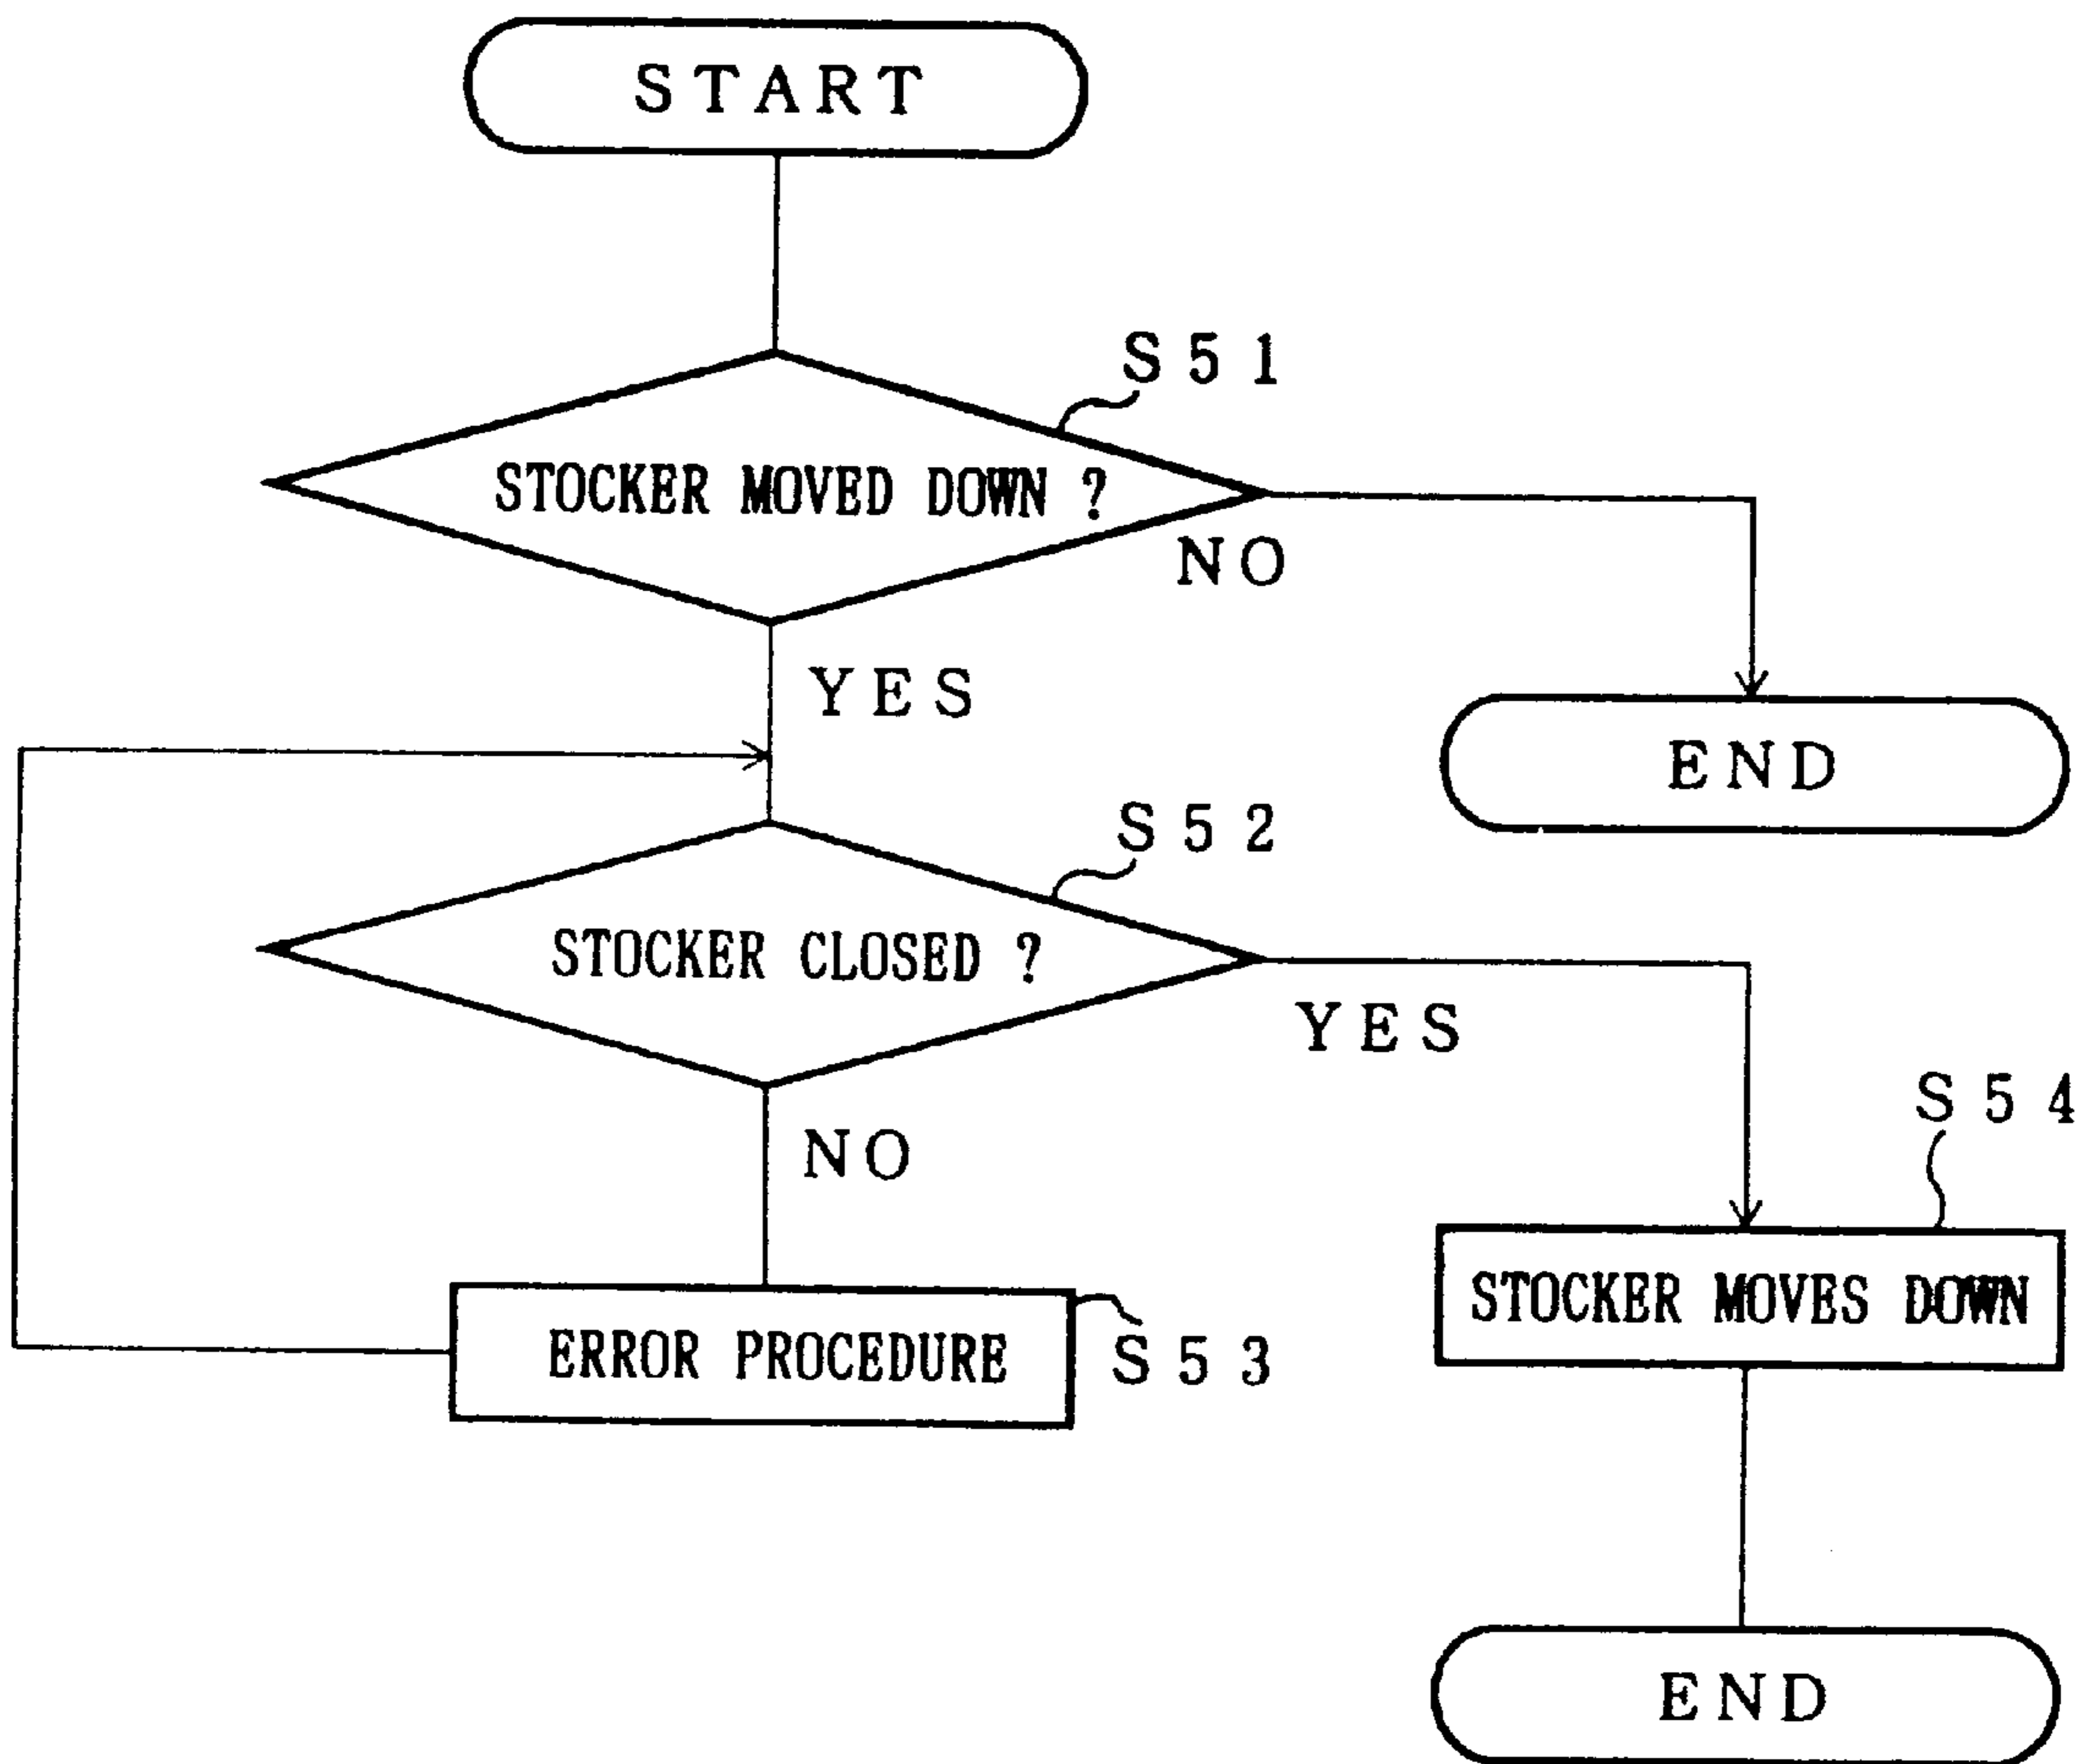 START
S51
STOCKER MOVED DOWN ?
NO
YES
END
S52
STOCKER CLOSED ?
YES
S54
NO
STOCKER MOVES DOWN
ERROR PROCEDURE
S53
END